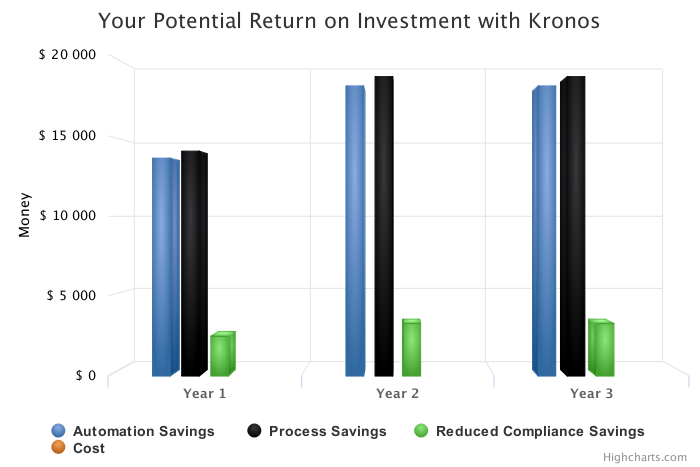 Your Potential Return on Investment with Kronos
$ 20 000
$ 15 000
$ 10 000
$ 5 000
$ 0
Money
Year 1
Year 2
Year 3
Automation Savings
Process Savings
Reduced Compliance Savings
Cost
Highcharts.com